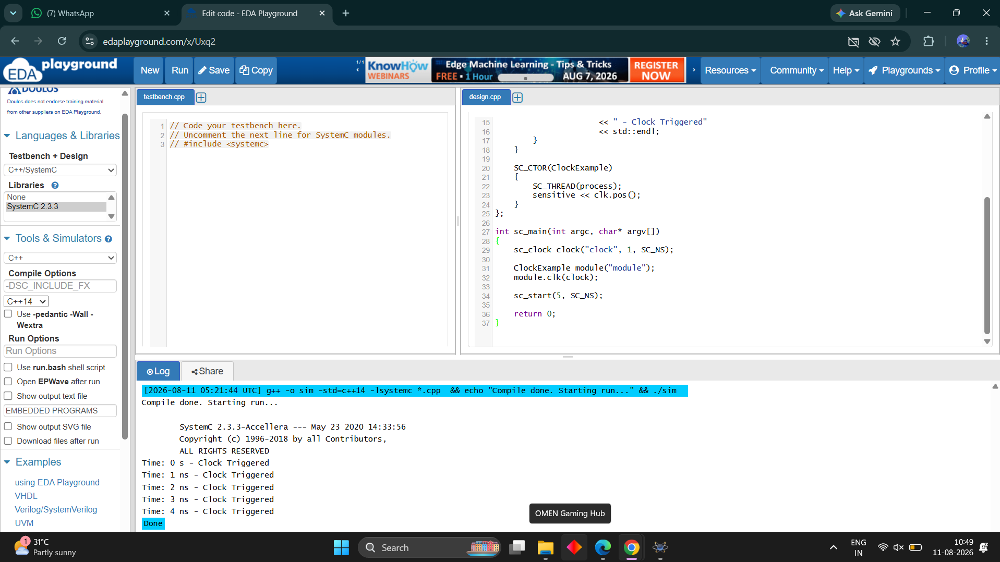 (7) WhatsApp
Edit code - EDA Playground
Ask Gemini
edaplayground.com/x/Uxq2
EDA playground
New
Run
Save
Copy
1/1
KnowHow WEBINARS
Edge Machine Learning - Tips & Tricks
FREE • 1 Hour
AUG 7, 2026
REGISTER NOW
Resources
Community
Help
Playgrounds
Profile
DOULOS
Doulos does not endorse training material
from other suppliers on EDA Playground.
Languages & Libraries
Testbench + Design
C++/SystemC
Libraries
None
SystemC 2.3.3
Tools & Simulators
C++
Compile Options
-DSC_INCLUDE_FX
C++14
Use -pedantic -Wall -
Wextra
Run Options
Run Options
Use run.bash shell script
Open EPWave after run
Show output text file
EMBEDDED PROGRAMS
Show output SVG file
Download files after run
Examples
using EDA Playground
VHDL
Verilog/SystemVerilog
UVM
testbench.cpp
1 // Code your testbench here.
2 // Uncomment the next line for SystemC modules.
3 // #include <systemc>
design.cpp
15 << " - Clock Triggered"
16 << std::endl;
17 }
18 }
19
20 SC_CTOR(ClockExample)
21 {
22 SC_THREAD(process);
23 sensitive << clk.pos();
24 }
25 };
26
27 int sc_main(int argc, char* argv[])
28 {
29 sc_clock clock("clock", 1, SC_NS);
30
31 ClockExample module("module");
32 module.clk(clock);
33
34 sc_start(5, SC_NS);
35
36 return 0;
37 }
Log
Share
[2026-08-11 05:21:44 UTC] g++ -o sim -std=c++14 -lsystemc *.cpp && echo "Compile done. Starting run..." && ./sim
Compile done. Starting run...
SystemC 2.3.3-Accellera --- May 23 2020 14:33:56
Copyright (c) 1996-2018 by all Contributors,
ALL RIGHTS RESERVED
Time: 0 s - Clock Triggered
Time: 1 ns - Clock Triggered
Time: 2 ns - Clock Triggered
Time: 3 ns - Clock Triggered
Time: 4 ns - Clock Triggered
Done
OMEN Gaming Hub
1
31°C
Partly sunny
Search
ENG
IN
10:49
11-08-2026